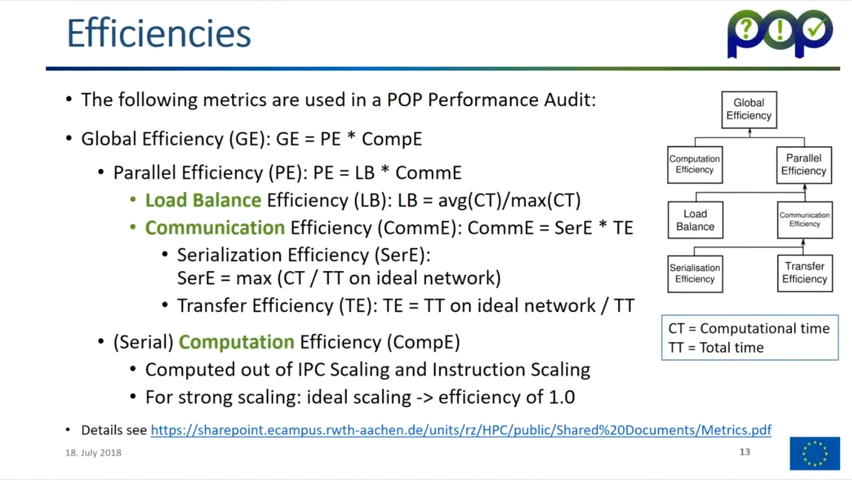 Efficiencies
pop
• The following metrics are used in a POP Performance Audit:
• Global Efficiency (GE): GE = PE * CompE
• Parallel Efficiency (PE): PE = LB * CommE
• Load Balance Efficiency (LB): LB = avg(CT)/max(CT)
• Communication Efficiency (CommE): CommE = SerE * TE
• Serialization Efficiency (SerE):
SerE = max (CT / TT on ideal network)
• Transfer Efficiency (TE): TE = TT on ideal network / TT
• (Serial) Computation Efficiency (CompE)
• Computed out of IPC Scaling and Instruction Scaling
• For strong scaling: ideal scaling -> efficiency of 1.0
• Details see https://sharepoint.ecampus.rwth-aachen.de/units/rz/HPC/public/Shared%20Documents/Metrics.pdf
Global
Efficiency
Computation
Efficiency
Parallel
Efficiency
Load
Balance
Communication
Efficiency
Serialisation
Efficiency
Transfer
Efficiency
CT = Computational time
TT = Total time
18. July 2018
13